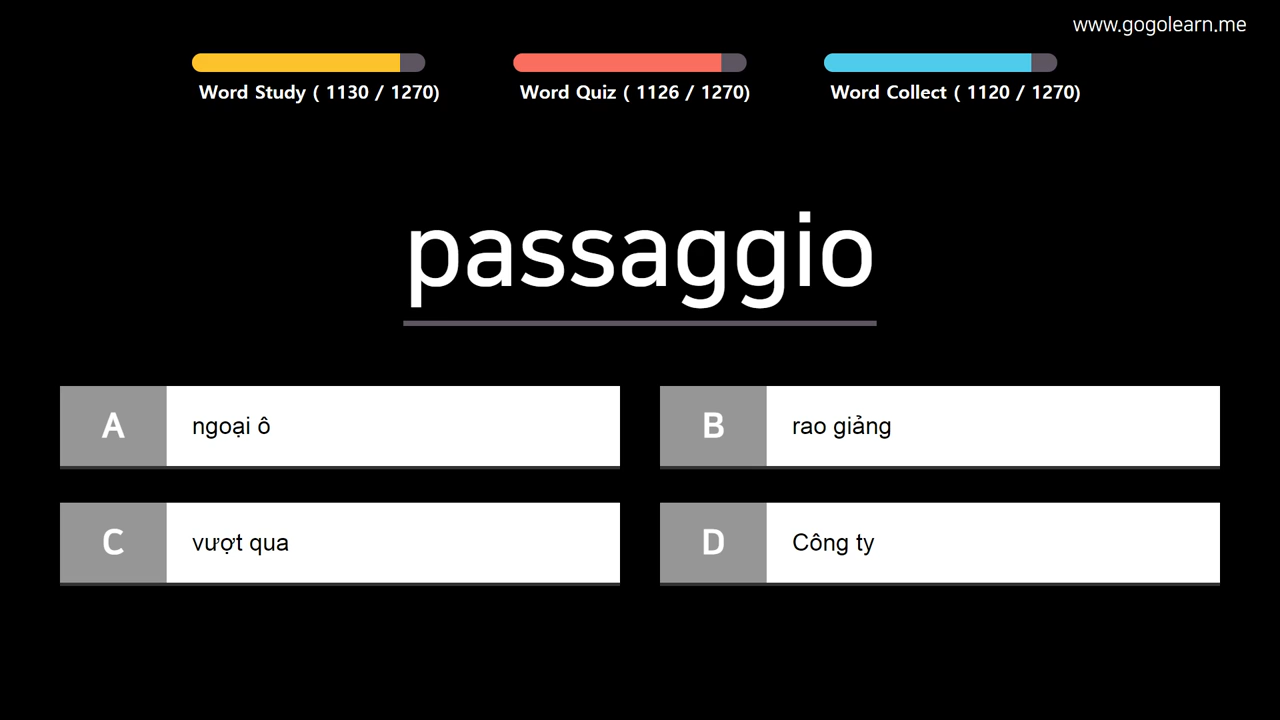 www.gogolearn.me
Word Study ( 1130 / 1270)
Word Quiz ( 1126 / 1270)
Word Collect ( 1120 / 1270)
passaggio
A
ngoại ô
B
rao giảng
C
vượt qua
D
Công ty